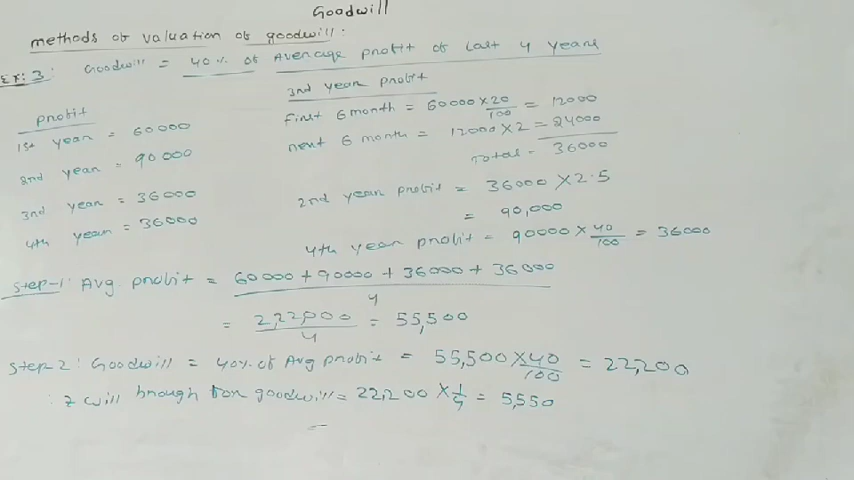 Goodwill
methods of valuation of goodwill:
Ex: 3: Goodwill = 40% of Average profit of last 4 years
3rd year profit
profit
First 6 month = 60000 × 20/100 = 12000
1st year = 60000
next 6 month = 12000 × 2 = 24000
2nd year = 90000
Total - 36000
3rd year = 36000
2nd year profit = 36000 × 2.5
= 90,000
4th year = 36000
4th year profit = 90000 × 40/100 = 36000
Step-1: Avg profit = 60000 + 90000 + 36000 + 36000 / 4
= 2,22,000 / 4 = 55,500
Step-2: Goodwill = 40% of Avg profit = 55,500 × 40/100 = 22,200
: Z will brough for goodwill = 22,200 × 1/4 = 5,550